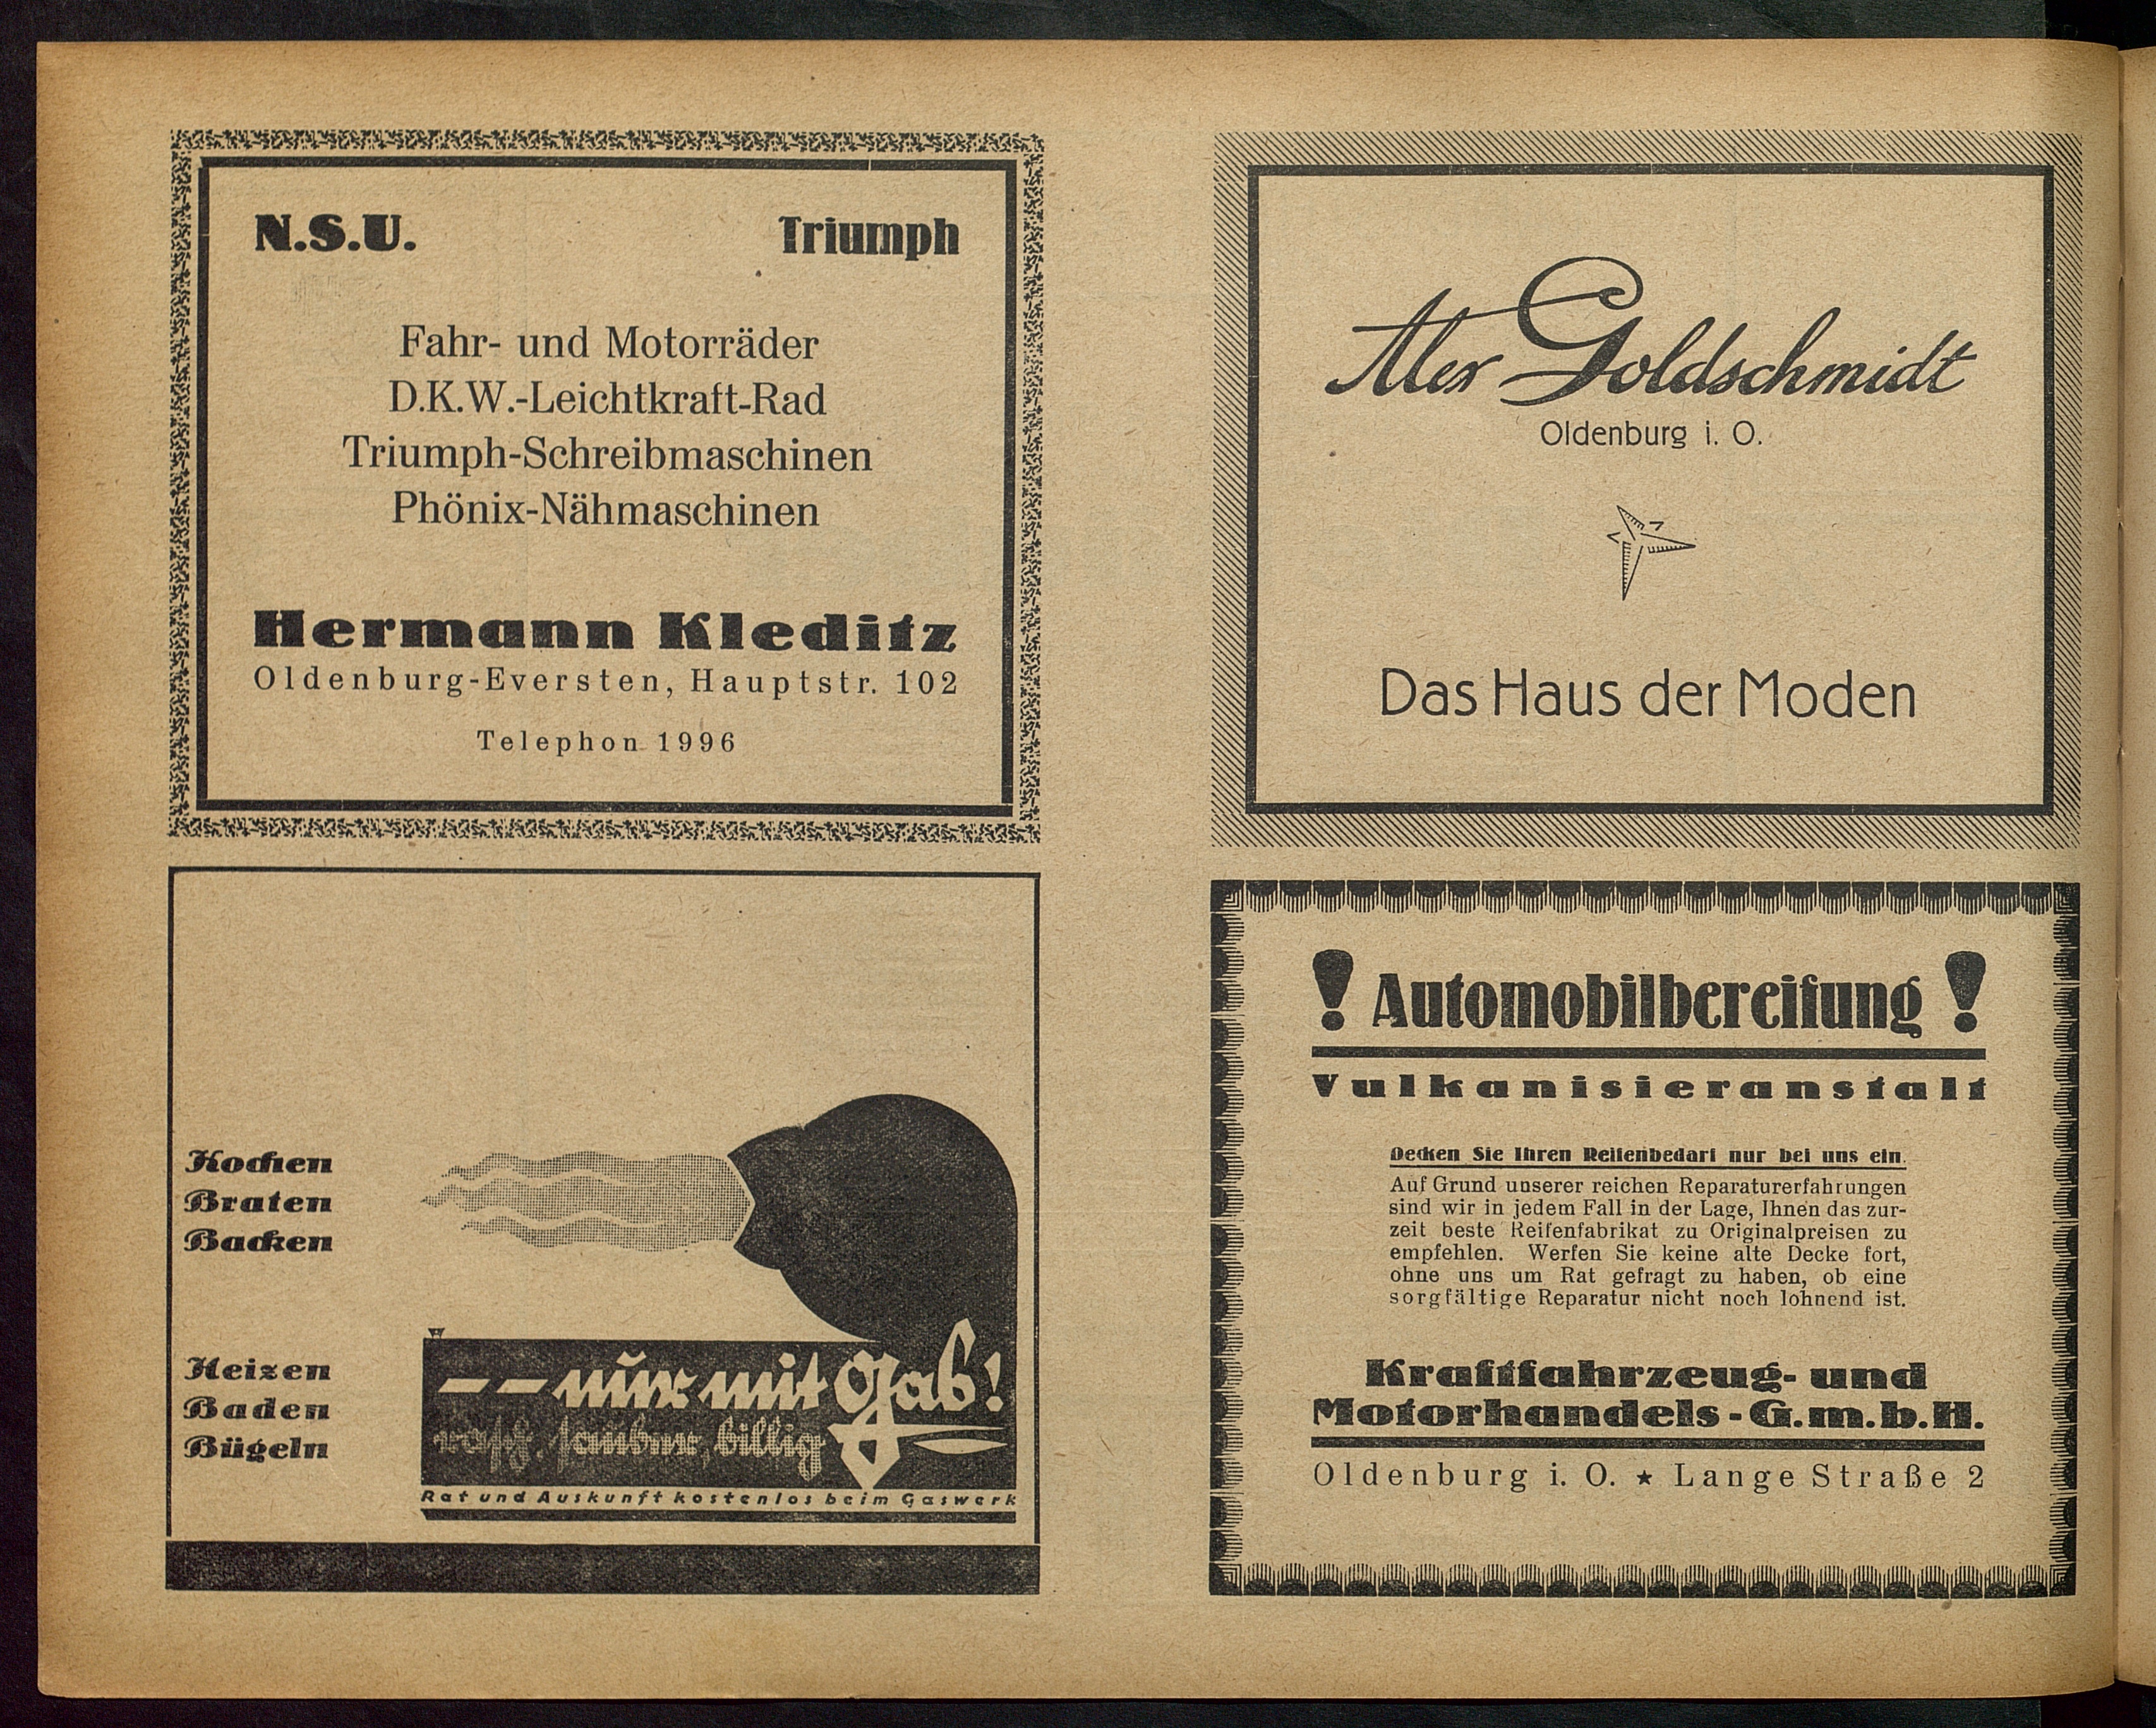 N.S.U. Triumph
Fahr- und Motorräder
D.K.W.-Leichtkraft-Rad
Triumph-Schreibmaschinen
Phönix-Nähmaschinen
Hermann Kleditz
Oldenburg-Eversten, Hauptstr. 102
Telephon 1996
Kochen
Braten
Backen
Heizen
Baden
Bügeln
-- nur mit Gas!
rasch, sauber, billig
Rat und Auskunft kostenlos beim Gaswerk
Alex Goldschmidt
Oldenburg i. O.
Das Haus der Moden
! Automobilbereifung !
Vulkanisieranstalt
Decken Sie Ihren Reifenbedarf nur bei uns ein
Auf Grund unserer reichen Reparaturerfahrungen
sind wir in jedem Fall in der Lage, Ihnen das zur-
zeit beste Reifenfabrikat zu Originalpreisen zu
empfehlen. Werfen Sie keine alte Decke fort,
ohne uns um Rat gefragt zu haben, ob eine
sorgfältige Reparatur nicht noch lohnend ist.
Kraftfahrzeug- und
Motorhandels-G.m.b.H.
Oldenburg i. O. ★ Lange Straße 2